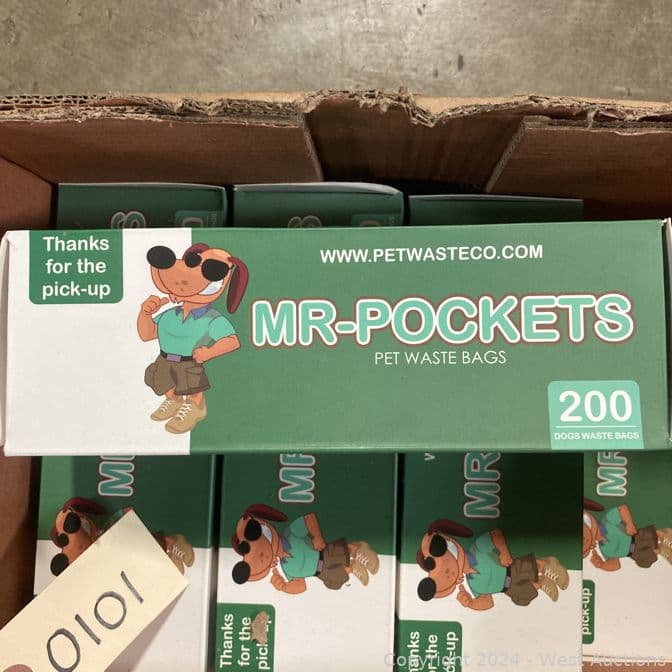 Thanks
for the
pick-up
WWW.PETWASTECO.COM
MR-POCKETS
PET WASTE BAGS
200
DOGS WASTE BAGS
0101
Thanks
for the
pick-up
Copyright 2024 - West Auctions